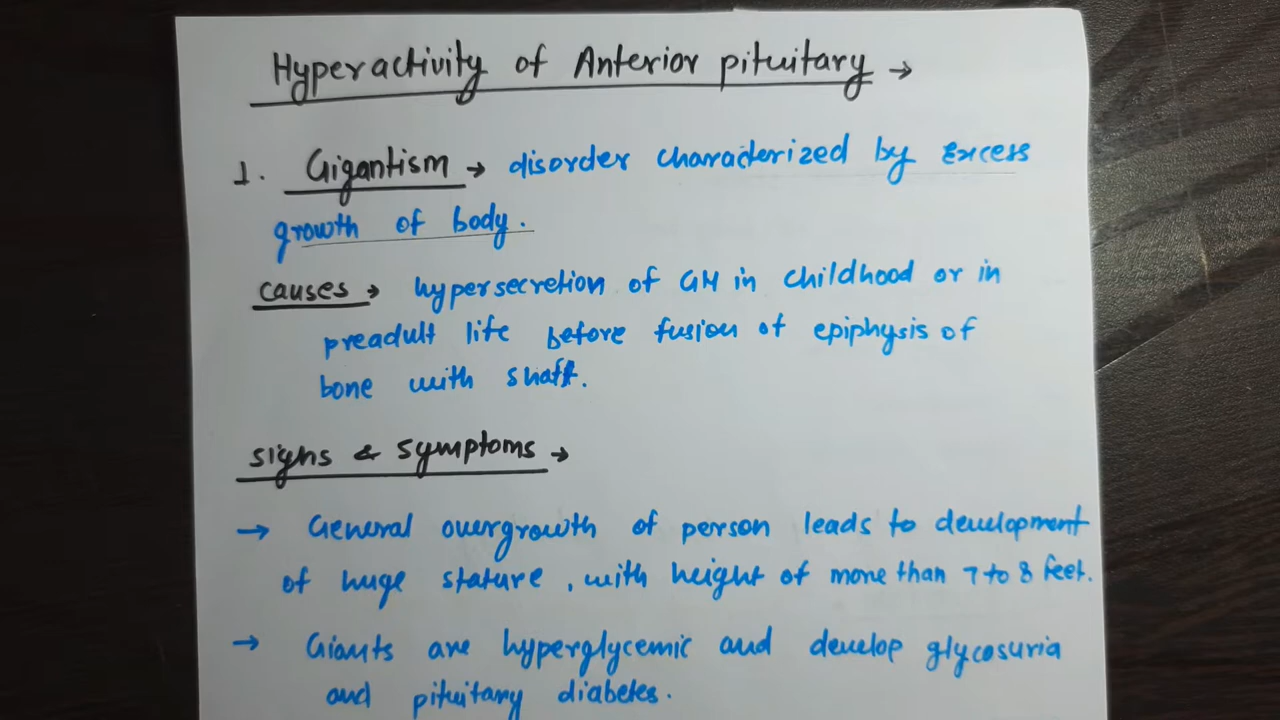 Hyperactivity of Anterior pituitary →
1. Gigantism → disorder characterized by Excess
growth of body.
causes → hypersecretion of GH in childhood or in
preadult life before fusion of epiphysis of
bone with shaft.
signs & symptoms →
→ General overgrowth of person leads to development
of huge stature, with height of more than 7 to 8 feet.
→ Giants are hyperglycemic and develop glycosuria
and pituitary diabetes.